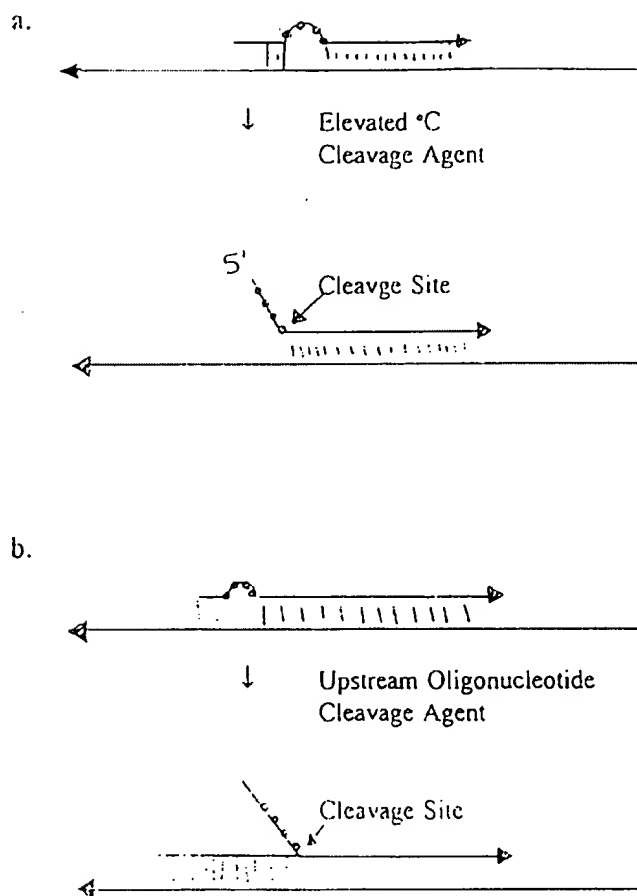 a.
Elevated °C
Cleavage Agent
5'
Cleavge Site
b.
Upstream Oligonucleotide
Cleavage Agent
Cleavage Site